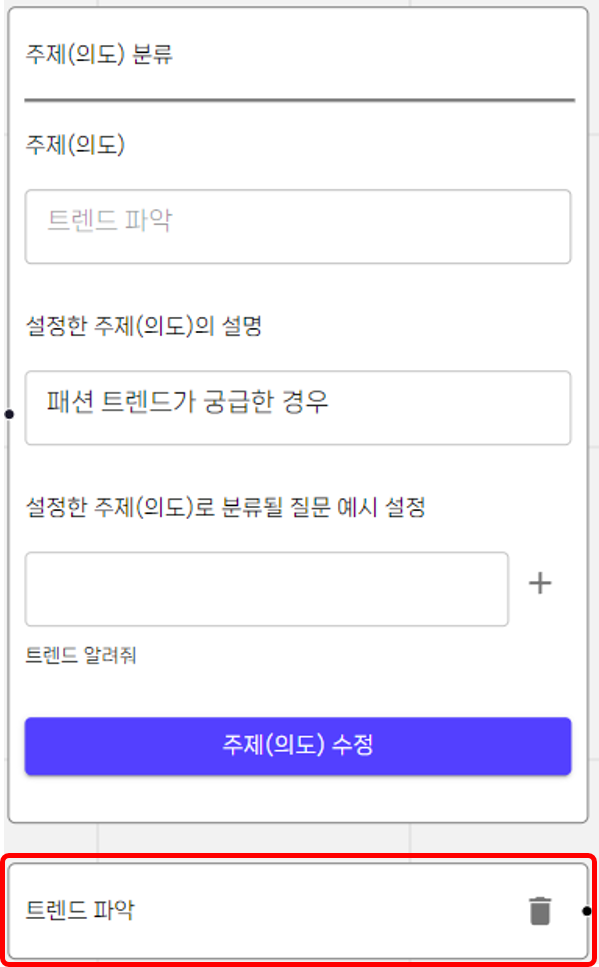 주제(의도) 분류
주제(의도)
트렌드 파악
설정한 주제(의도)의 설명
패션 트렌드가 궁급한 경우
설정한 주제(의도)로 분류될 질문 예시 설정
트렌드 알려줘
주제(의도) 수정
트렌드 파악